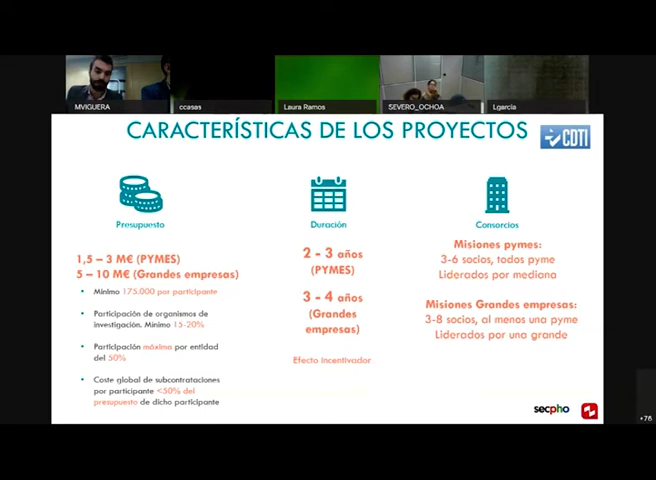 MVIGUERA
ccasas
Laura Ramos
SEVERO_OCHOA
Lgarcia
CARACTERÍSTICAS DE LOS PROYECTOS
CDTI
Presupuesto
1,5 – 3 M€ (PYMES)
5 – 10 M€ (Grandes empresas)
• Mínimo 175.000 por participante
• Participación de organismos de
investigación. Mínimo 15-20%
• Participación máxima por entidad
del 50%
• Coste global de subcontrataciones
por participante <50% del
presupuesto de dicho participante
Duración
2 - 3 años
(PYMES)
3 - 4 años
(Grandes
empresas)
Efecto incentivador
Consorcios
Misiones pymes:
3-6 socios, todos pyme
Liderados por mediana
Misiones Grandes empresas:
3-8 socios, al menos una pyme
Liderados por una grande
secpho
+76